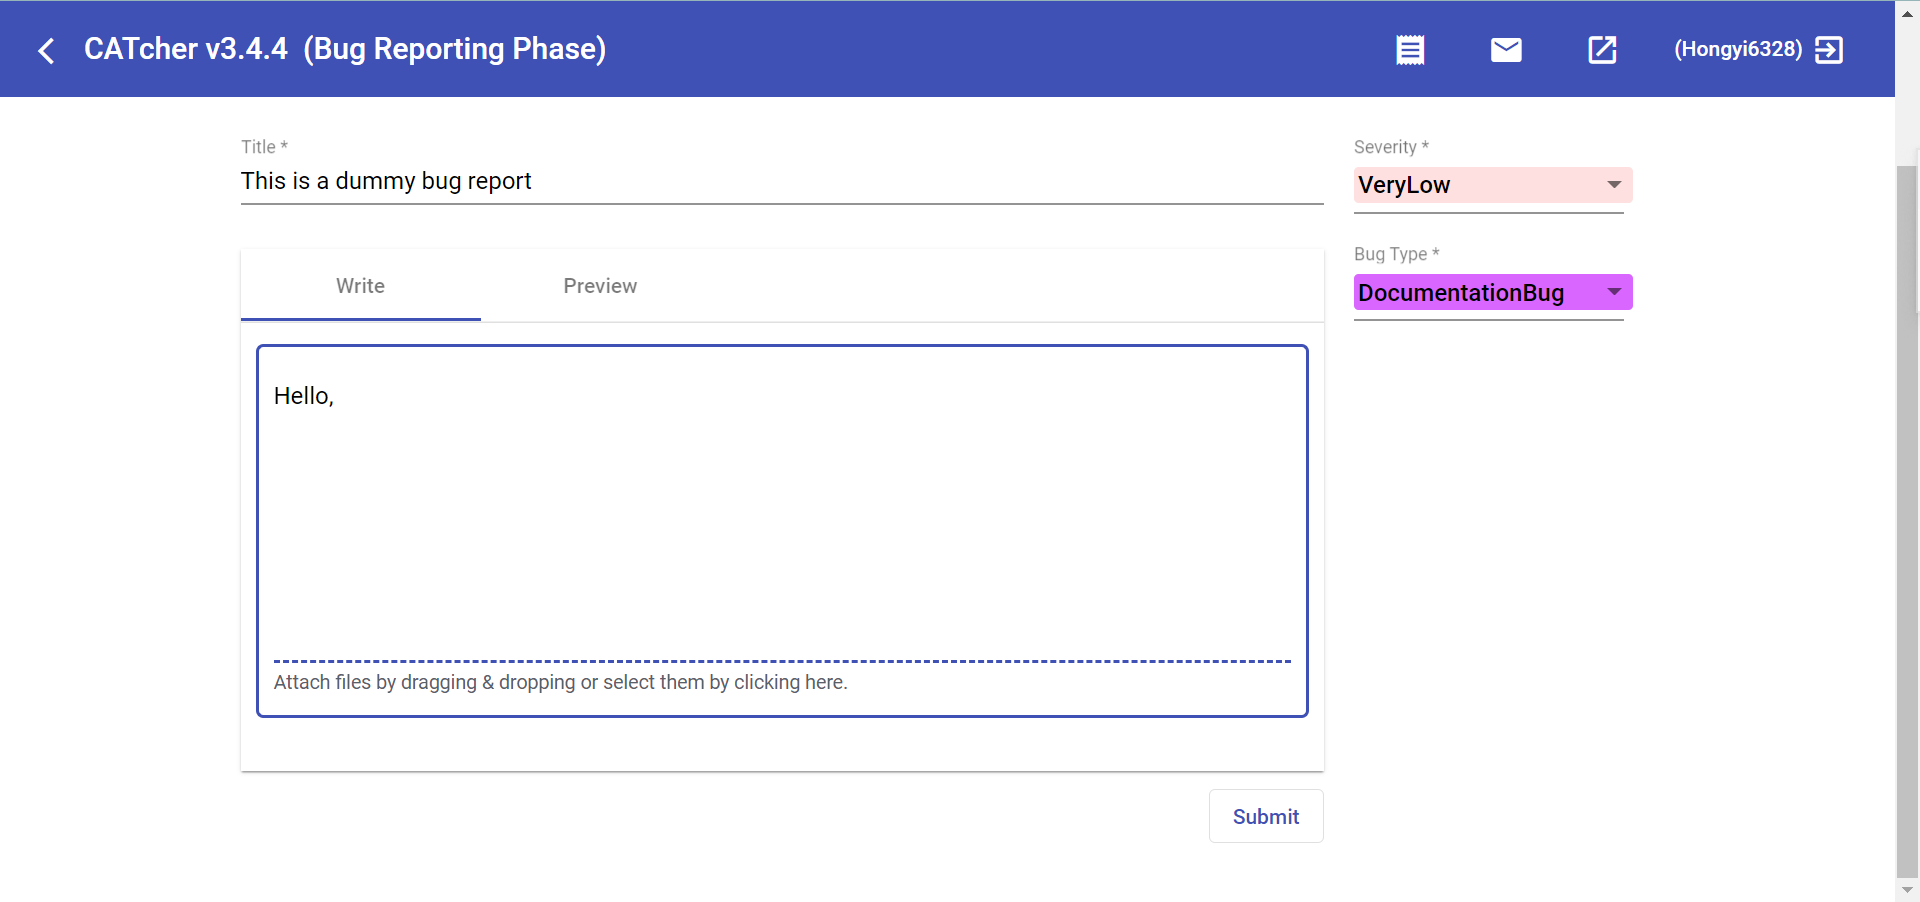 CATcher v3.4.4 (Bug Reporting Phase)
(Hongyi6328)
Title *
This is a dummy bug report
Severity *
VeryLow
Bug Type *
DocumentationBug
Write
Preview
Hello,
Attach files by dragging & dropping or select them by clicking here.
Submit